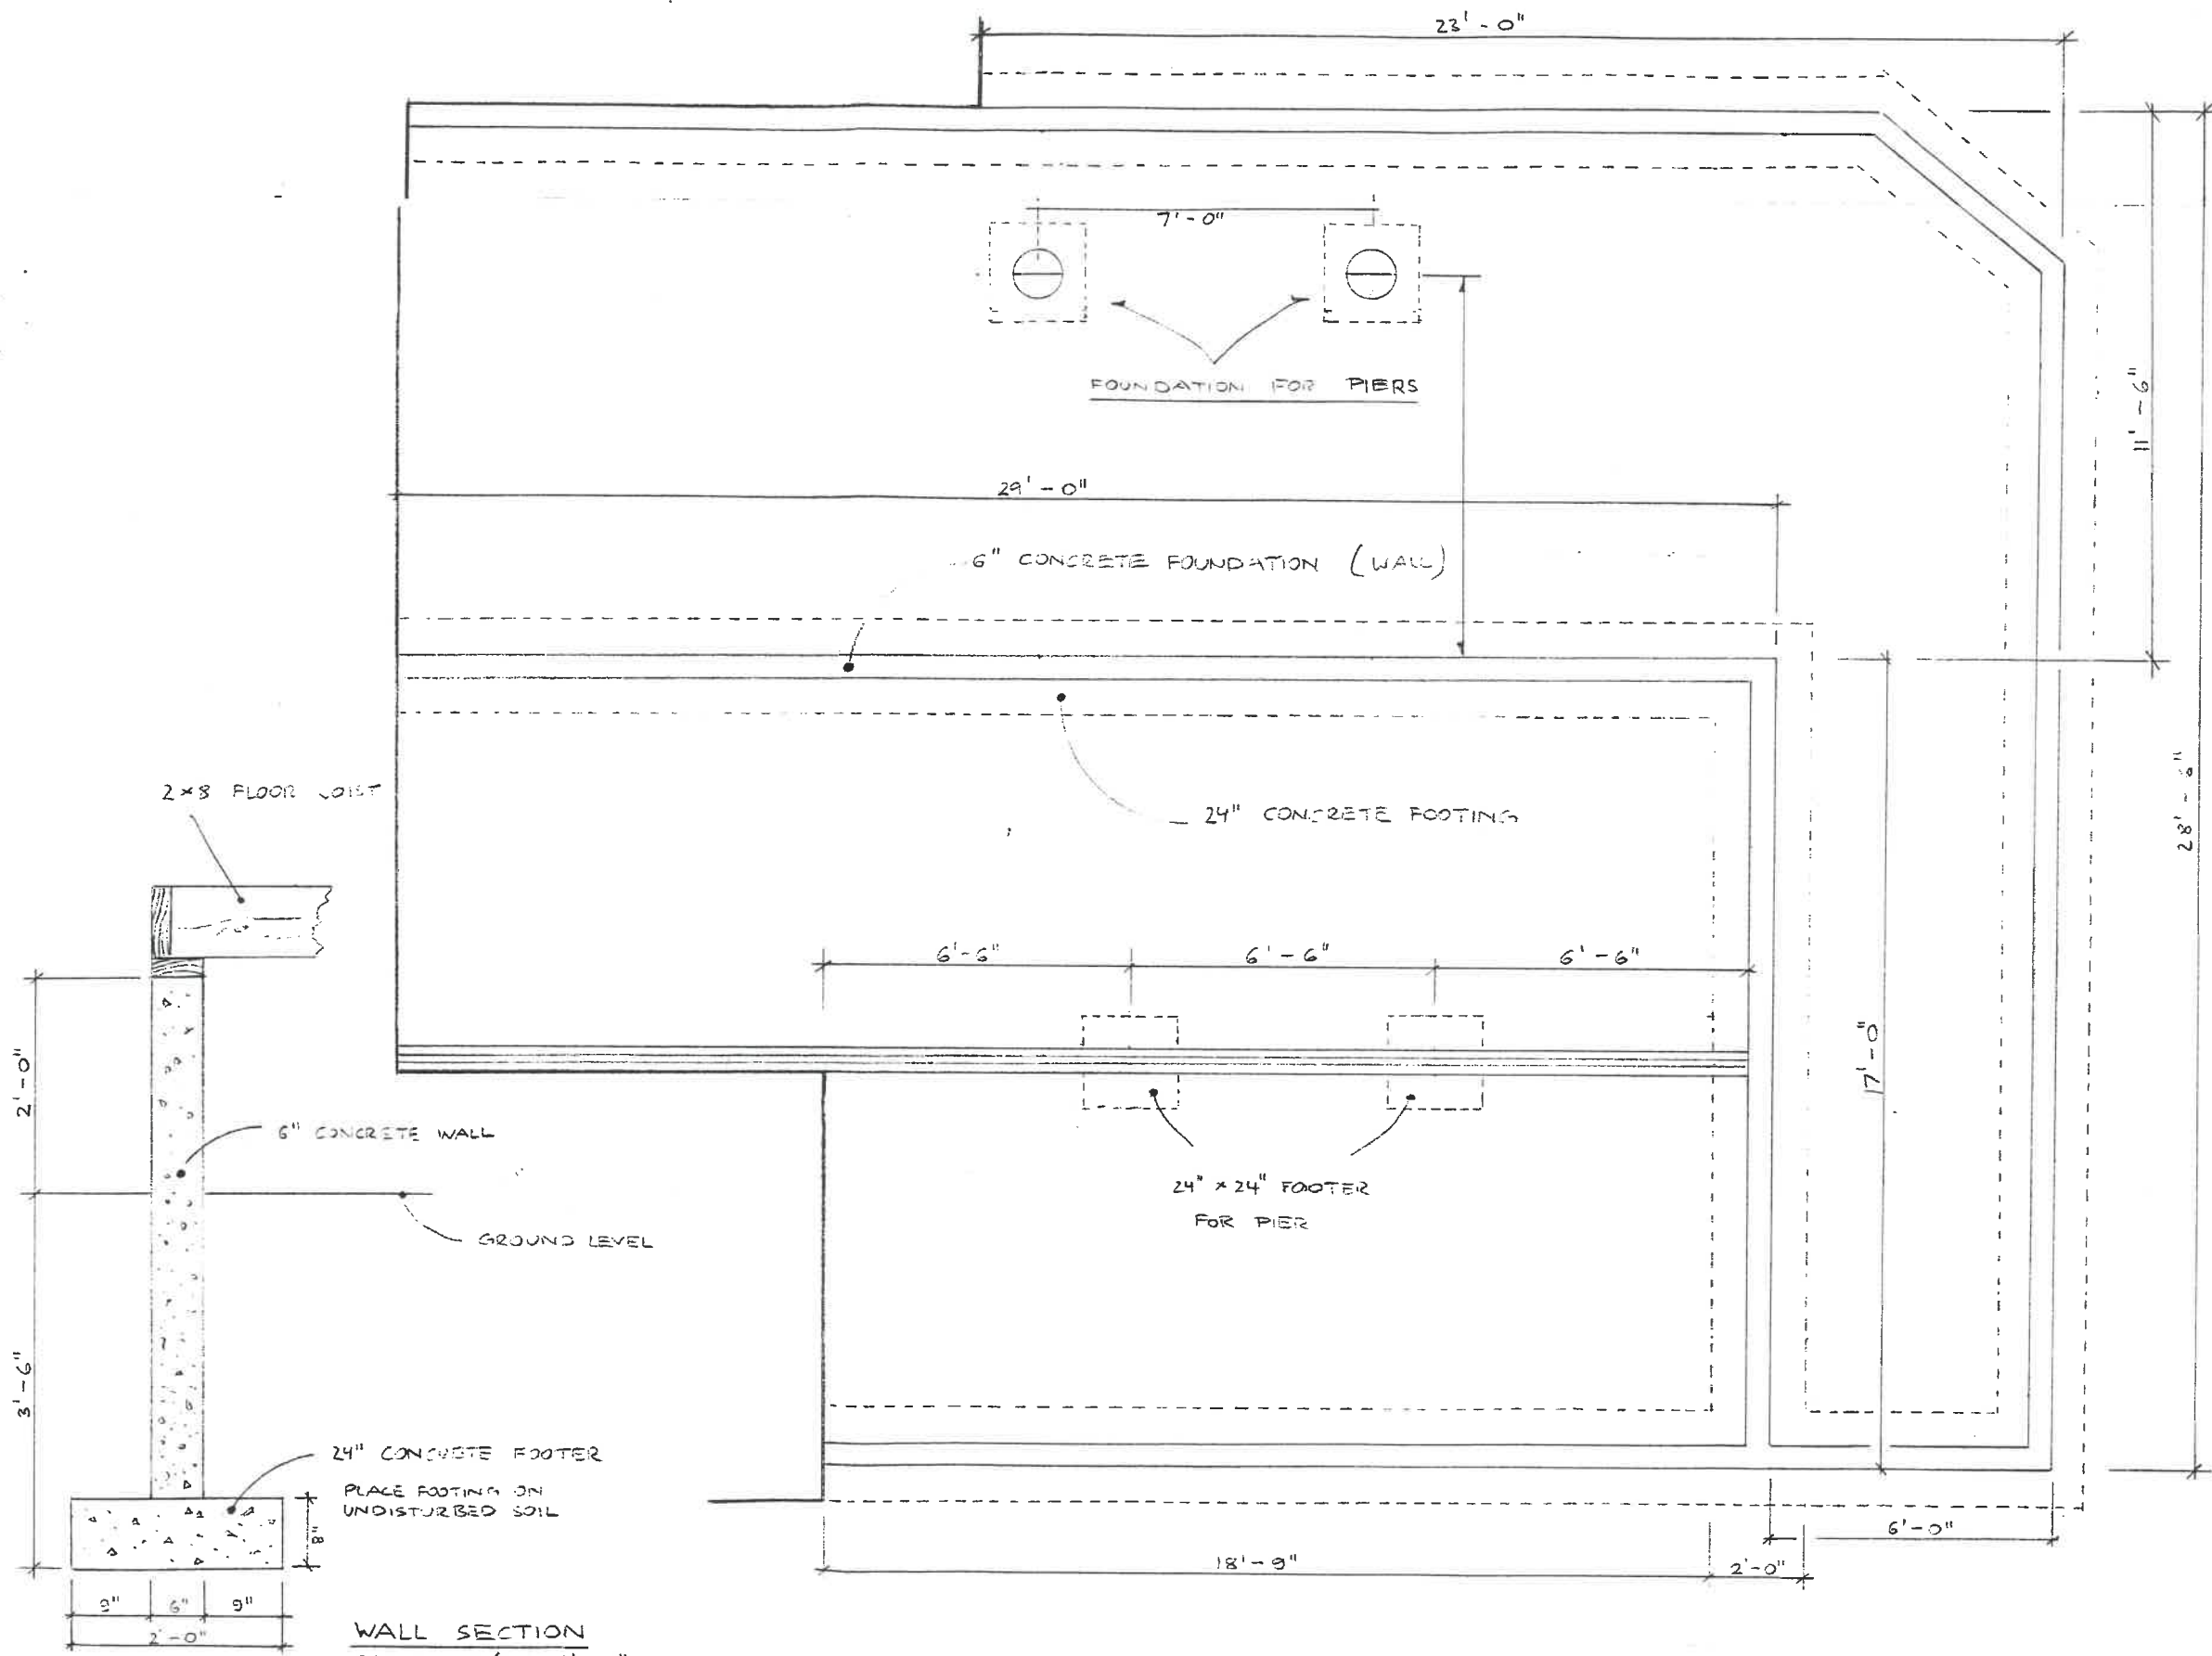 23' - 0"
7' - 0"
FOUNDATION FOR PIERS
11' - 6"
29' - 0"
6" CONCRETE FOUNDATION (WALL)
28' - 6"
2×8 FLOOR JOIST
24" CONCRETE FOOTING
6'-6"
6' - 6"
6' - 6"
17' - 0"
2' - 0"
6" CONCRETE WALL
24" × 24" FOOTER
FOR PIER
GROUND LEVEL
3' - 6"
24" CONCRETE FOOTER
PLACE FOOTING ON
UNDISTURBED SOIL
8"
6'-0"
18'-9"
2'-0"
9"
6"
9"
2'-0"
WALL SECTION